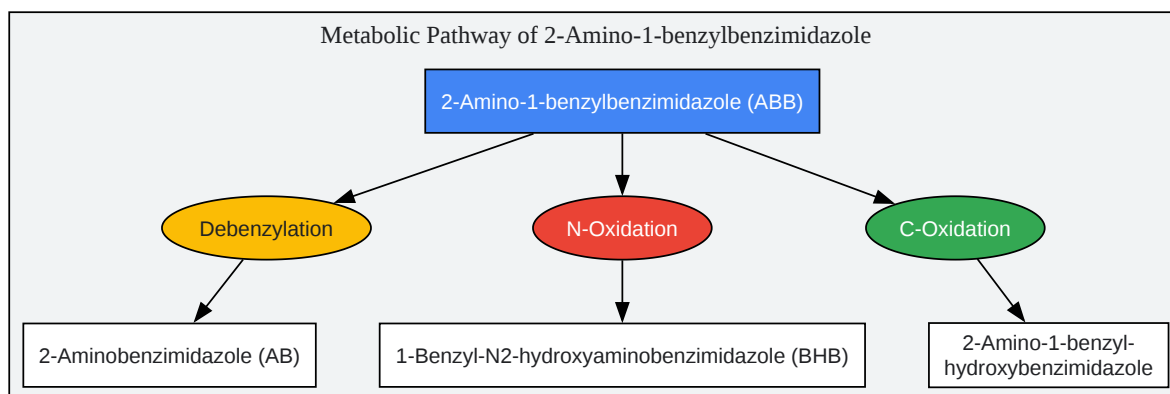 Metabolic Pathway of 2-Amino-1-benzylbenzimidazole
2-Amino-1-benzylbenzimidazole (ABB)
Debenzylation
N-Oxidation
C-Oxidation
2-Aminobenzimidazole (AB)
1-Benzyl-N2-hydroxyaminobenzimidazole (BHB)
2-Amino-1-benzyl-
hydroxybenzimidazole